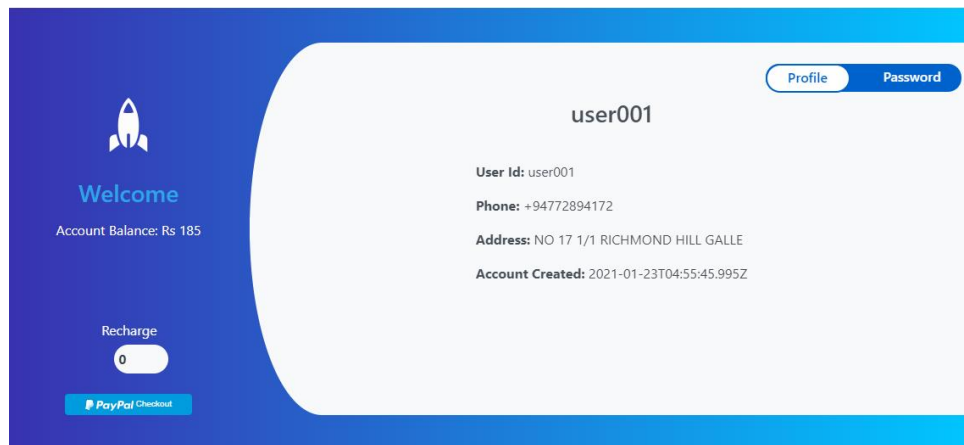 Welcome
Account Balance: Rs 185
Recharge
0
PayPal Checkout
Profile Password
user001
User Id: user001
Phone: +94772894172
Address: NO 17 1/1 RICHMOND HILL GALLE
Account Created: 2021-01-23T04:55:45.995Z